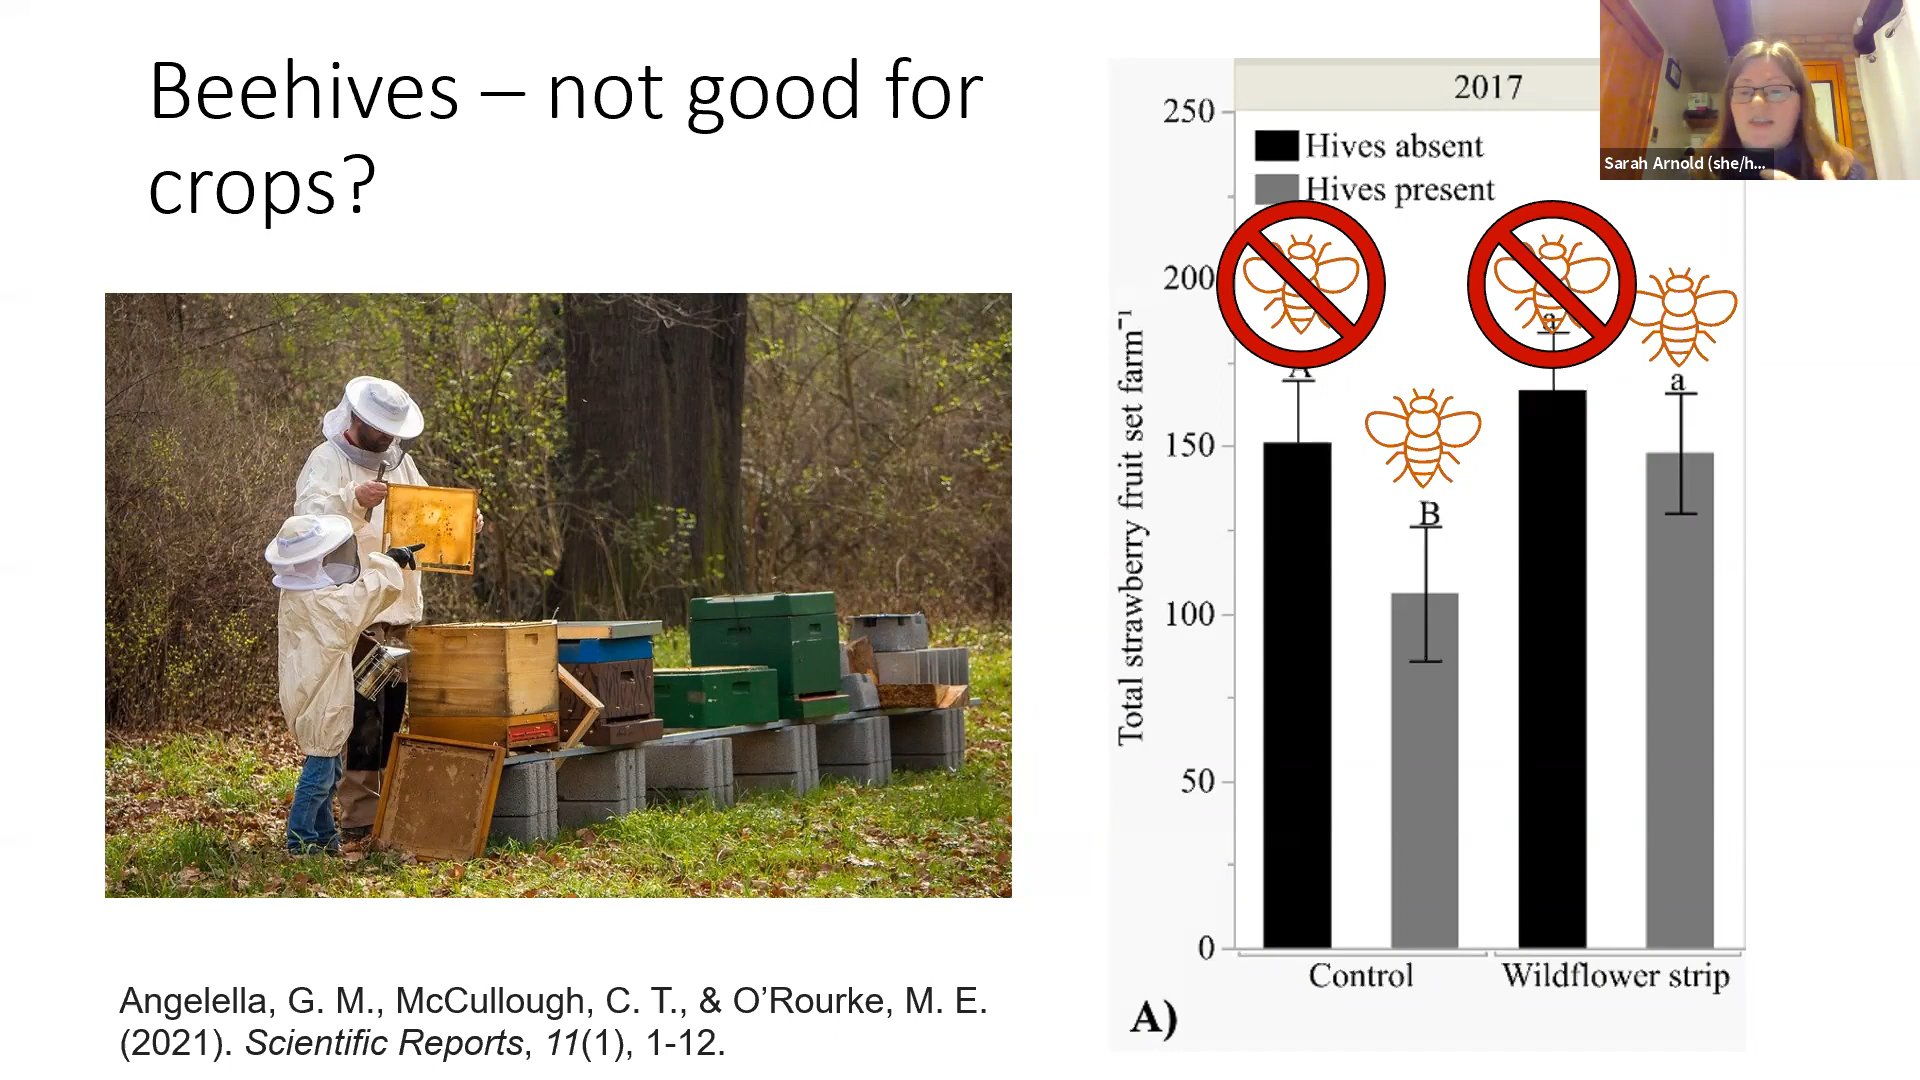 Beehives – not good for
crops?
Angelella, G. M., McCullough, C. T., & O’Rourke, M. E.
(2021). Scientific Reports, 11(1), 1-12.
2017
Hives absent
Hives present
250
200
150
100
50
0
Total strawberry fruit set farm⁻¹
A
B
a
a
Control
Wildflower strip
A)
Sarah Arnold (she/h...